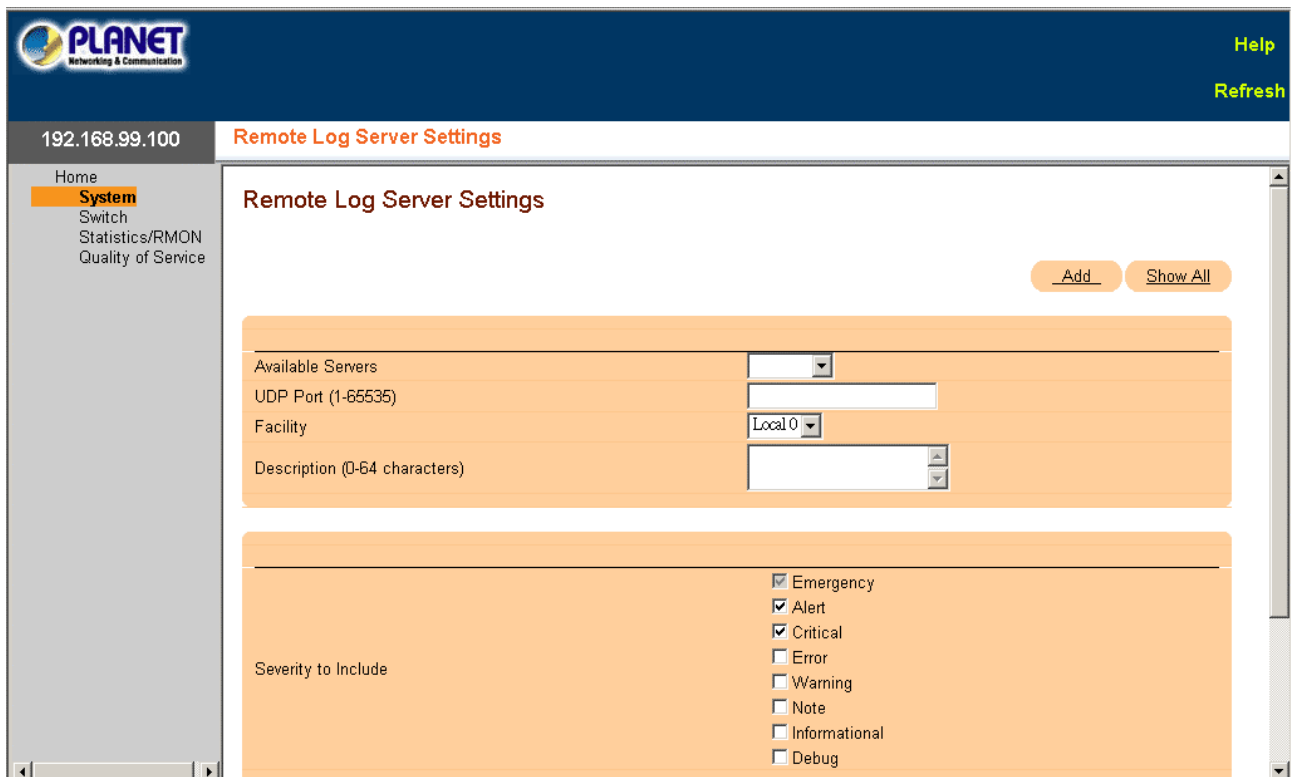 PLANET
Networking & Communication
Help
Refresh
192.168.99.100
Remote Log Server Settings
Home
System
Switch
Statistics/RMON
Quality of Service
Remote Log Server Settings
Add
Show All
Available Servers
UDP Port (1-65535)
Facility
Local 0
Description (0-64 characters)
Severity to Include
Emergency
Alert
Critical
Error
Warning
Note
Informational
Debug